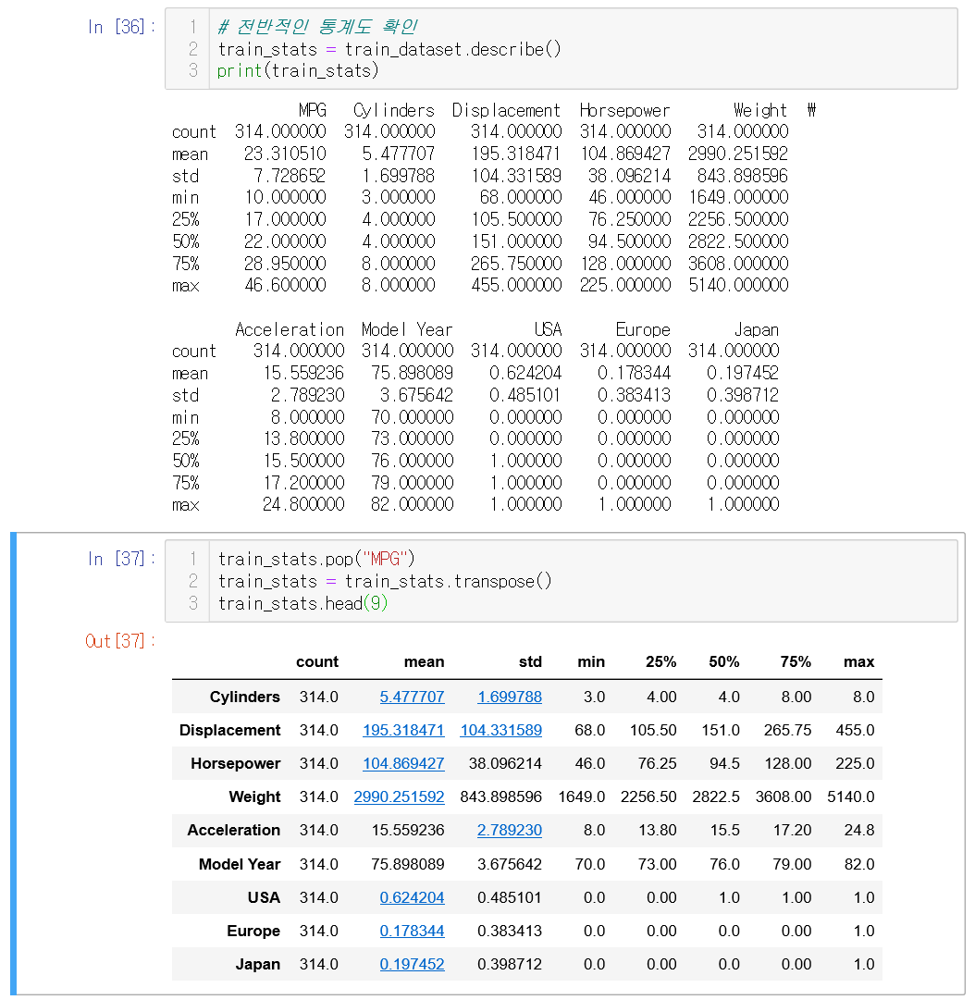 In [36]:
1 # 전반적인 통계도 확인
2 train_stats = train_dataset.describe()
3 print(train_stats)
MPG Cylinders Displacement Horsepower Weight ₩
count 314.000000 314.000000 314.000000 314.000000 314.000000
mean 23.310510 5.477707 195.318471 104.869427 2990.251592
std 7.728652 1.699788 104.331589 38.096214 843.898596
min 10.000000 3.000000 68.000000 46.000000 1649.000000
25% 17.000000 4.000000 105.500000 76.250000 2256.500000
50% 22.000000 4.000000 151.000000 94.500000 2822.500000
75% 28.950000 8.000000 265.750000 128.000000 3608.000000
max 46.600000 8.000000 455.000000 225.000000 5140.000000
Acceleration Model Year USA Europe Japan
count 314.000000 314.000000 314.000000 314.000000 314.000000
mean 15.559236 75.898089 0.624204 0.178344 0.197452
std 2.789230 3.675642 0.485101 0.383413 0.398712
min 8.000000 70.000000 0.000000 0.000000 0.000000
25% 13.800000 73.000000 0.000000 0.000000 0.000000
50% 15.500000 76.000000 1.000000 0.000000 0.000000
75% 17.200000 79.000000 1.000000 0.000000 0.000000
max 24.800000 82.000000 1.000000 1.000000 1.000000
In [37]:
1 train_stats.pop("MPG")
2 train_stats = train_stats.transpose()
3 train_stats.head(9)
Out[37]:
count mean std min 25% 50% 75% max
Cylinders 314.0 5.477707 1.699788 3.0 4.00 4.0 8.00 8.0
Displacement 314.0 195.318471 104.331589 68.0 105.50 151.0 265.75 455.0
Horsepower 314.0 104.869427 38.096214 46.0 76.25 94.5 128.00 225.0
Weight 314.0 2990.251592 843.898596 1649.0 2256.50 2822.5 3608.00 5140.0
Acceleration 314.0 15.559236 2.789230 8.0 13.80 15.5 17.20 24.8
Model Year 314.0 75.898089 3.675642 70.0 73.00 76.0 79.00 82.0
USA 314.0 0.624204 0.485101 0.0 0.00 1.0 1.00 1.0
Europe 314.0 0.178344 0.383413 0.0 0.00 0.0 0.00 1.0
Japan 314.0 0.197452 0.398712 0.0 0.00 0.0 0.00 1.0